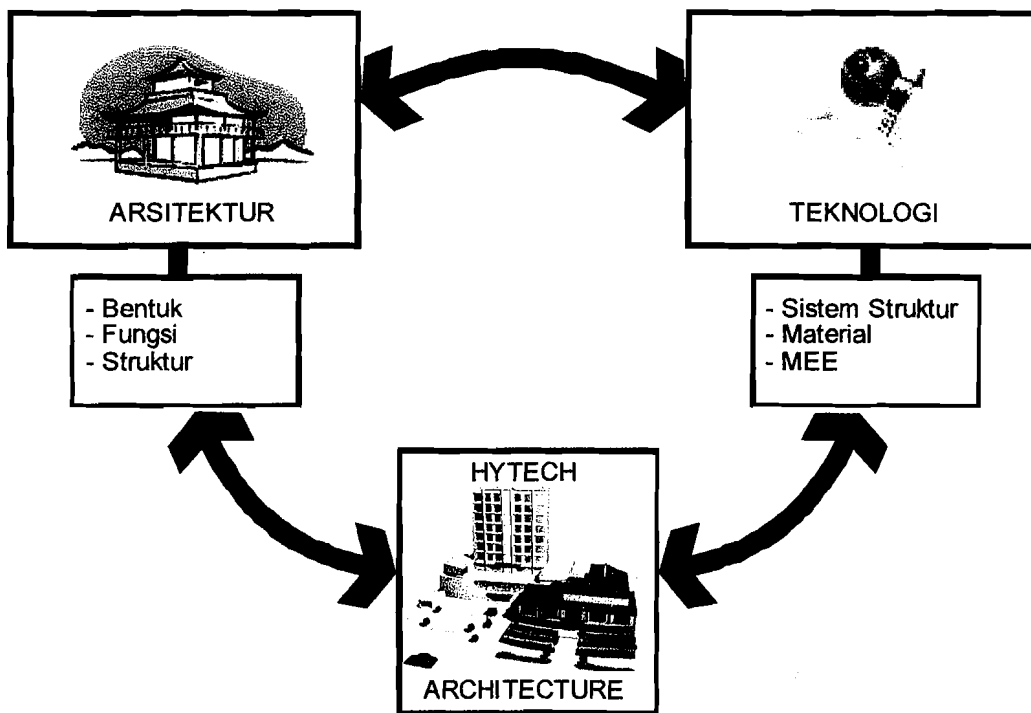 ARSITEKTUR
TEKNOLOGI
- Bentuk
- Fungsi
- Struktur
- Sistem Struktur
- Material
- MEE
HYTECH
ARCHITECTURE